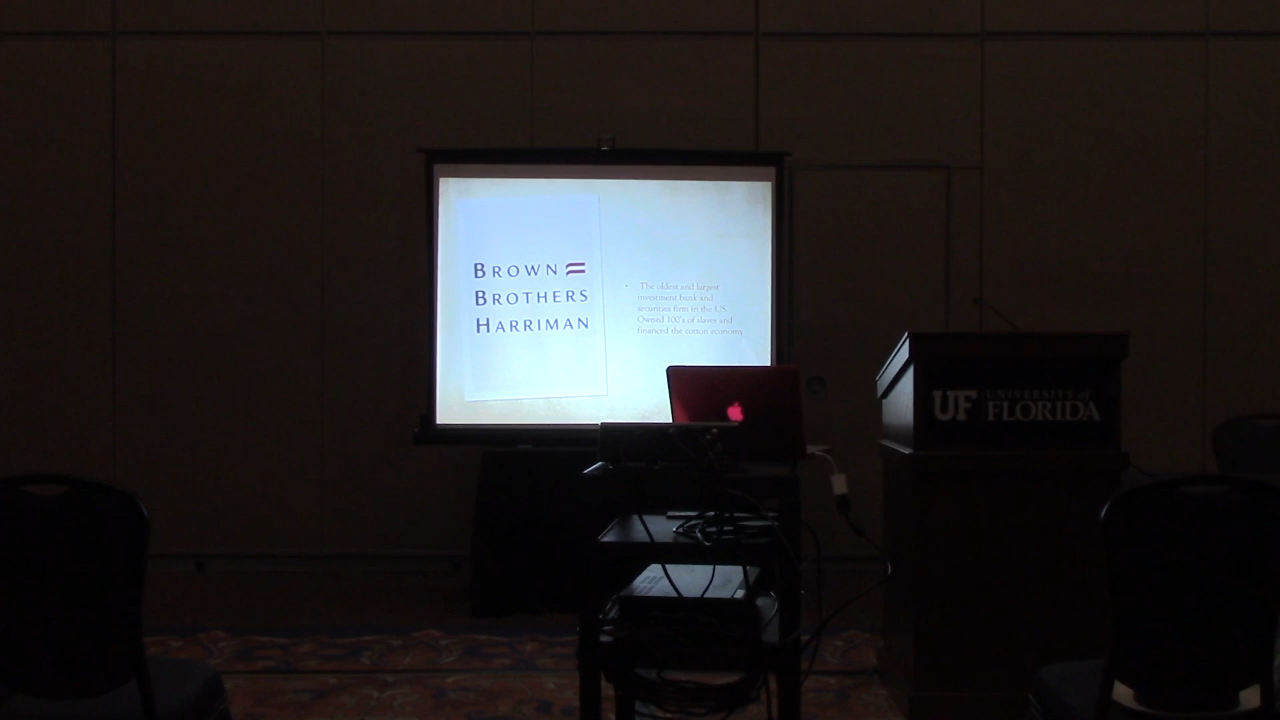 BROWN
BROTHERS
HARRIMAN
• The oldest and largest
investment bank and
securities firm in the US.
Owned 100's of slaves and
financed the cotton economy
UF UNIVERSITY of
FLORIDA